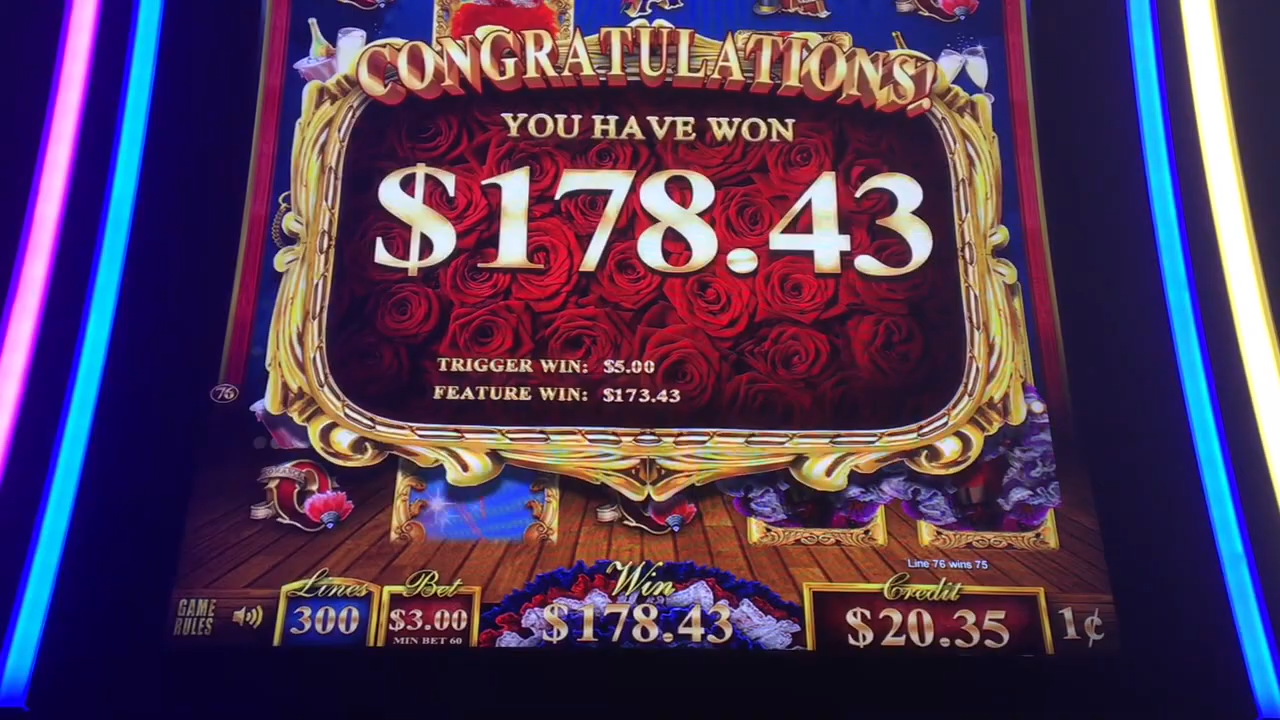 CONGRATULATIONS!
YOU HAVE WON
$178.43
TRIGGER WIN: $5.00
FEATURE WIN: $173.43
76
Line 76 wins 75
Lines Bet Win Credit
GAME RULES 300 $3.00 $178.43 $20.35 1¢
MIN BET 60